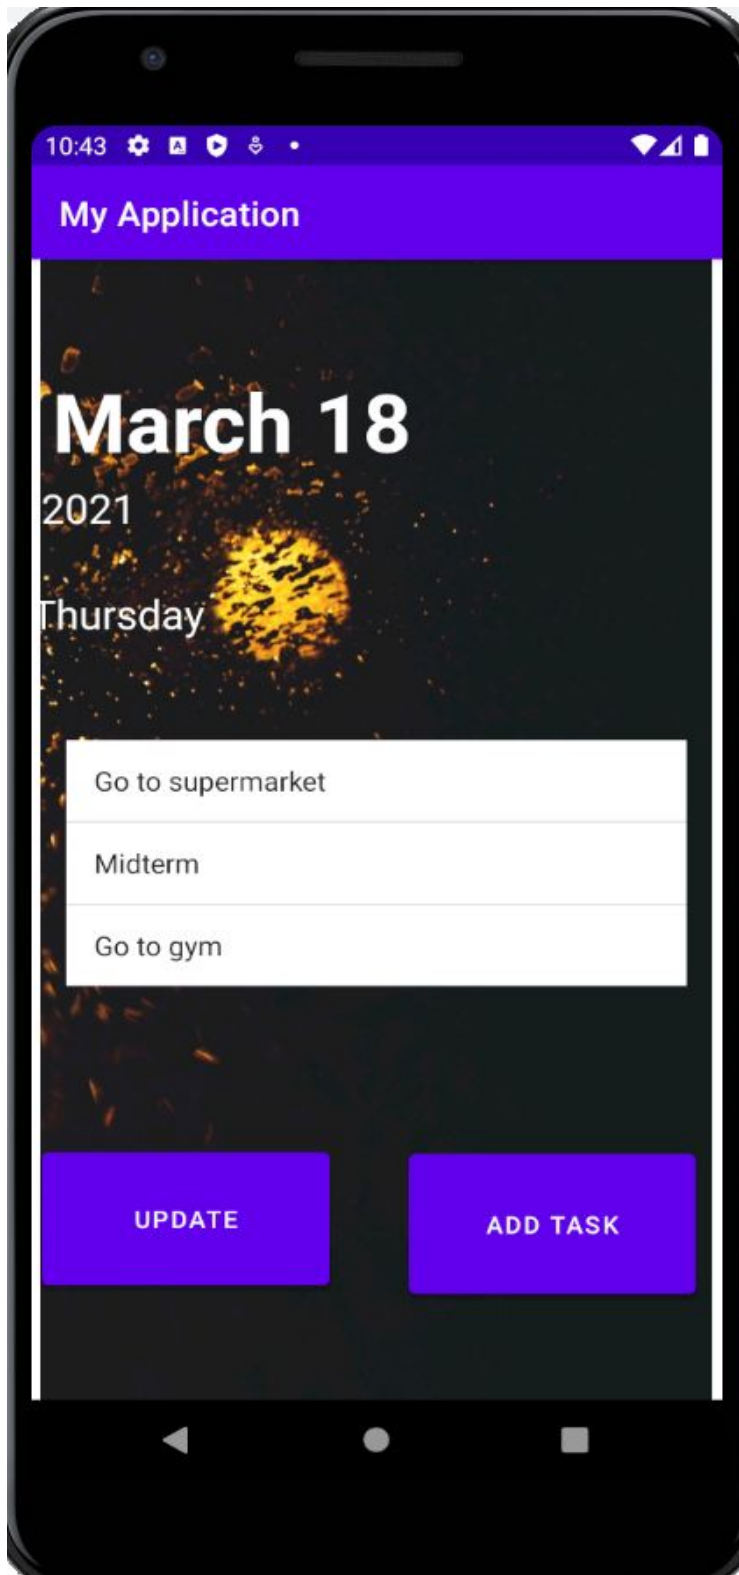 10:43
My Application
March 18
2021
Thursday
Go to supermarket
Midterm
Go to gym
UPDATE
ADD TASK